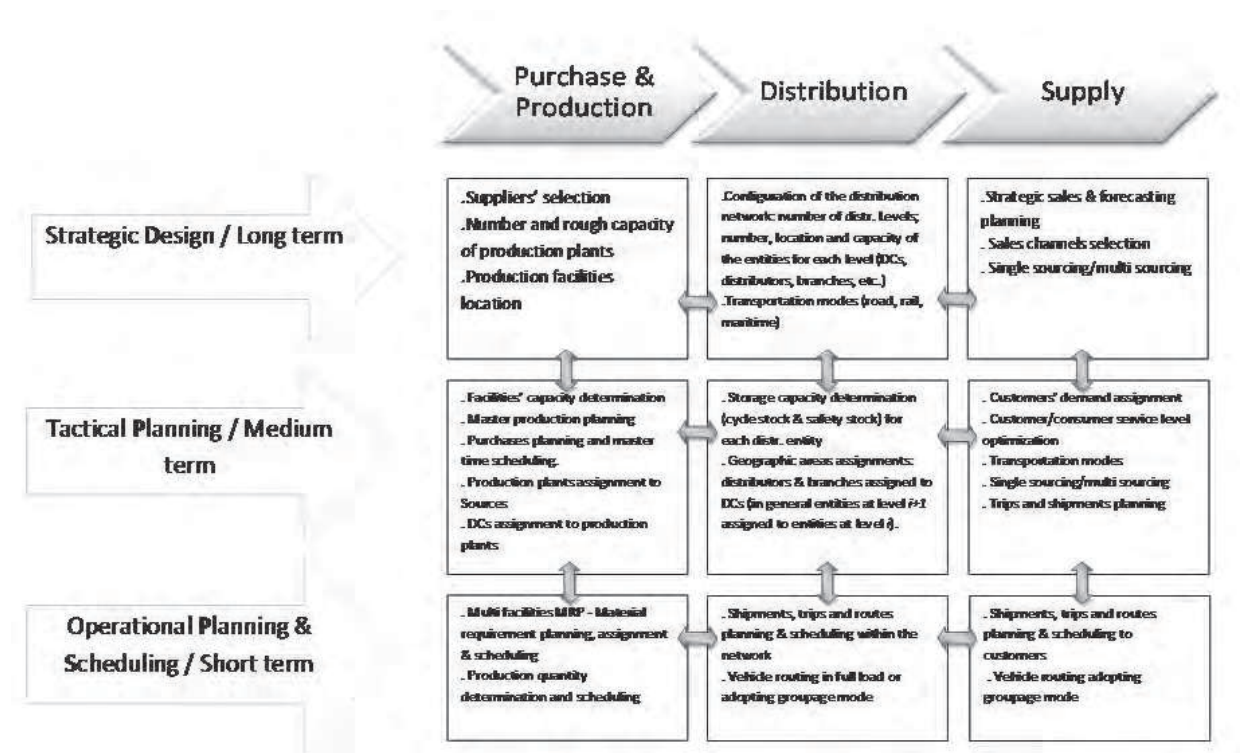 Purchase &
Production
Distribution
Supply
Strategic Design / Long term
.Suppliers' selection
.Number and rough capacity
of production plants
.Production facilities
location
.Configuration of the distribution
network: number of distr. Levels;
number, location and capacity of
the entities for each level (DCs,
distributors, branches, etc.)
.Transportation modes (road, rail,
maritime)
.Strategic sales & forecasting
planning
. Sales channels selection
. Single sourcing/multi sourcing
Tactical Planning / Medium
term
. Facilities' capacity determination
. Master production planning
. Purchases planning and master
time scheduling.
. Production plants assignment to
Sources
. DCs assignment to production
plants
. Storage capacity determination
(cycle stock & safety stock) for
each distr. entity
. Geographic areas assignments:
distributors & branches assigned to
DCs (in general entities at level i+1
assigned to entities at level i).
. Customers' demand assignment
. Customer/consumer service level
optimization
. Transportation modes
. Single sourcing/multi sourcing
. Trips and shipments planning
Operational Planning &
Scheduling / Short term
. Multi facilities MRP - Material
requirement planning, assignment
& scheduling
. Production quantity
determination and scheduling
. Shipments, trips and routes
planning & scheduling within the
network
. Vehicle routing in full load or
adopting groupage mode
. Shipments, trips and routes
planning & scheduling to
customers
. Vehicle routing adopting
groupage mode